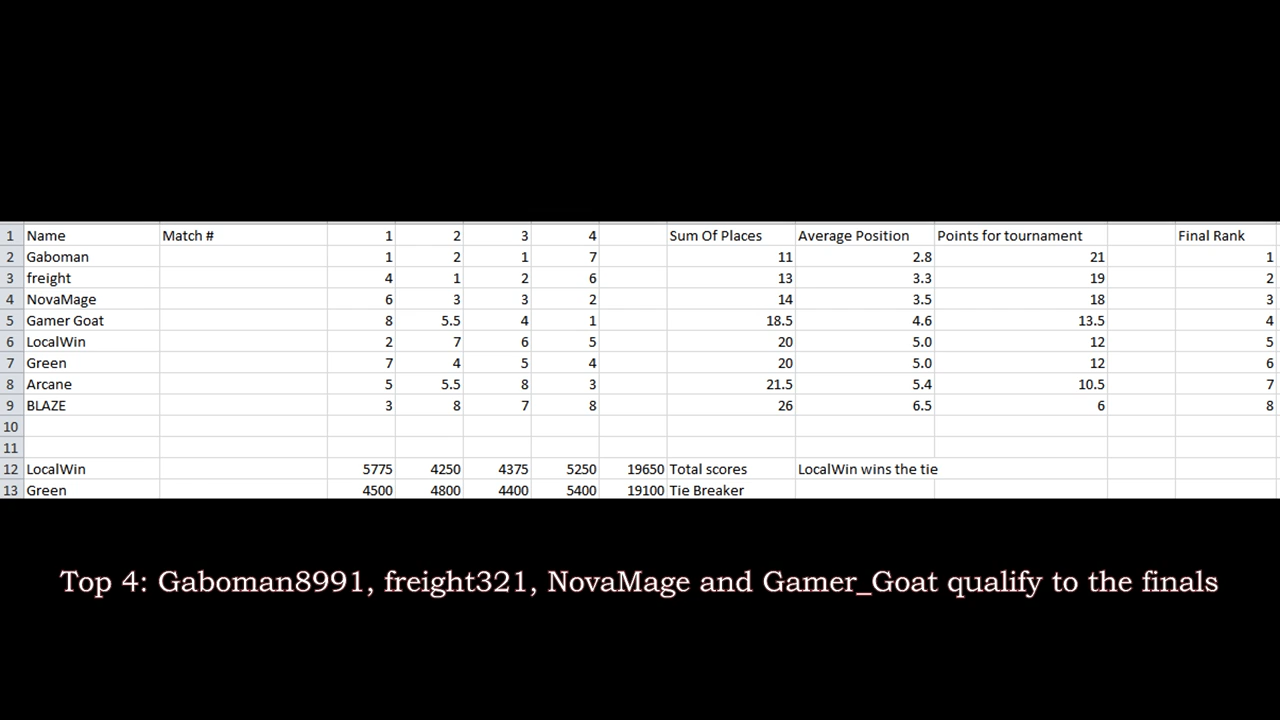 1 Name Match # 1 2 3 4 Sum Of Places Average Position Points for tournament Final Rank
2 Gaboman 1 2 1 7 11 2.8 21 1
3 freight 4 1 2 6 13 3.3 19 2
4 NovaMage 6 3 3 2 14 3.5 18 3
5 Gamer Goat 8 5.5 4 1 18.5 4.6 13.5 4
6 LocalWin 2 7 6 5 20 5.0 12 5
7 Green 7 4 5 4 20 5.0 12 6
8 Arcane 5 5.5 8 3 21.5 5.4 10.5 7
9 BLAZE 3 8 7 8 26 6.5 6 8
10
11
12 LocalWin 5775 4250 4375 5250 19650 Total scores LocalWin wins the tie
13 Green 4500 4800 4400 5400 19100 Tie Breaker
Top 4: Gaboman8991, freight321, NovaMage and Gamer_Goat qualify to the finals